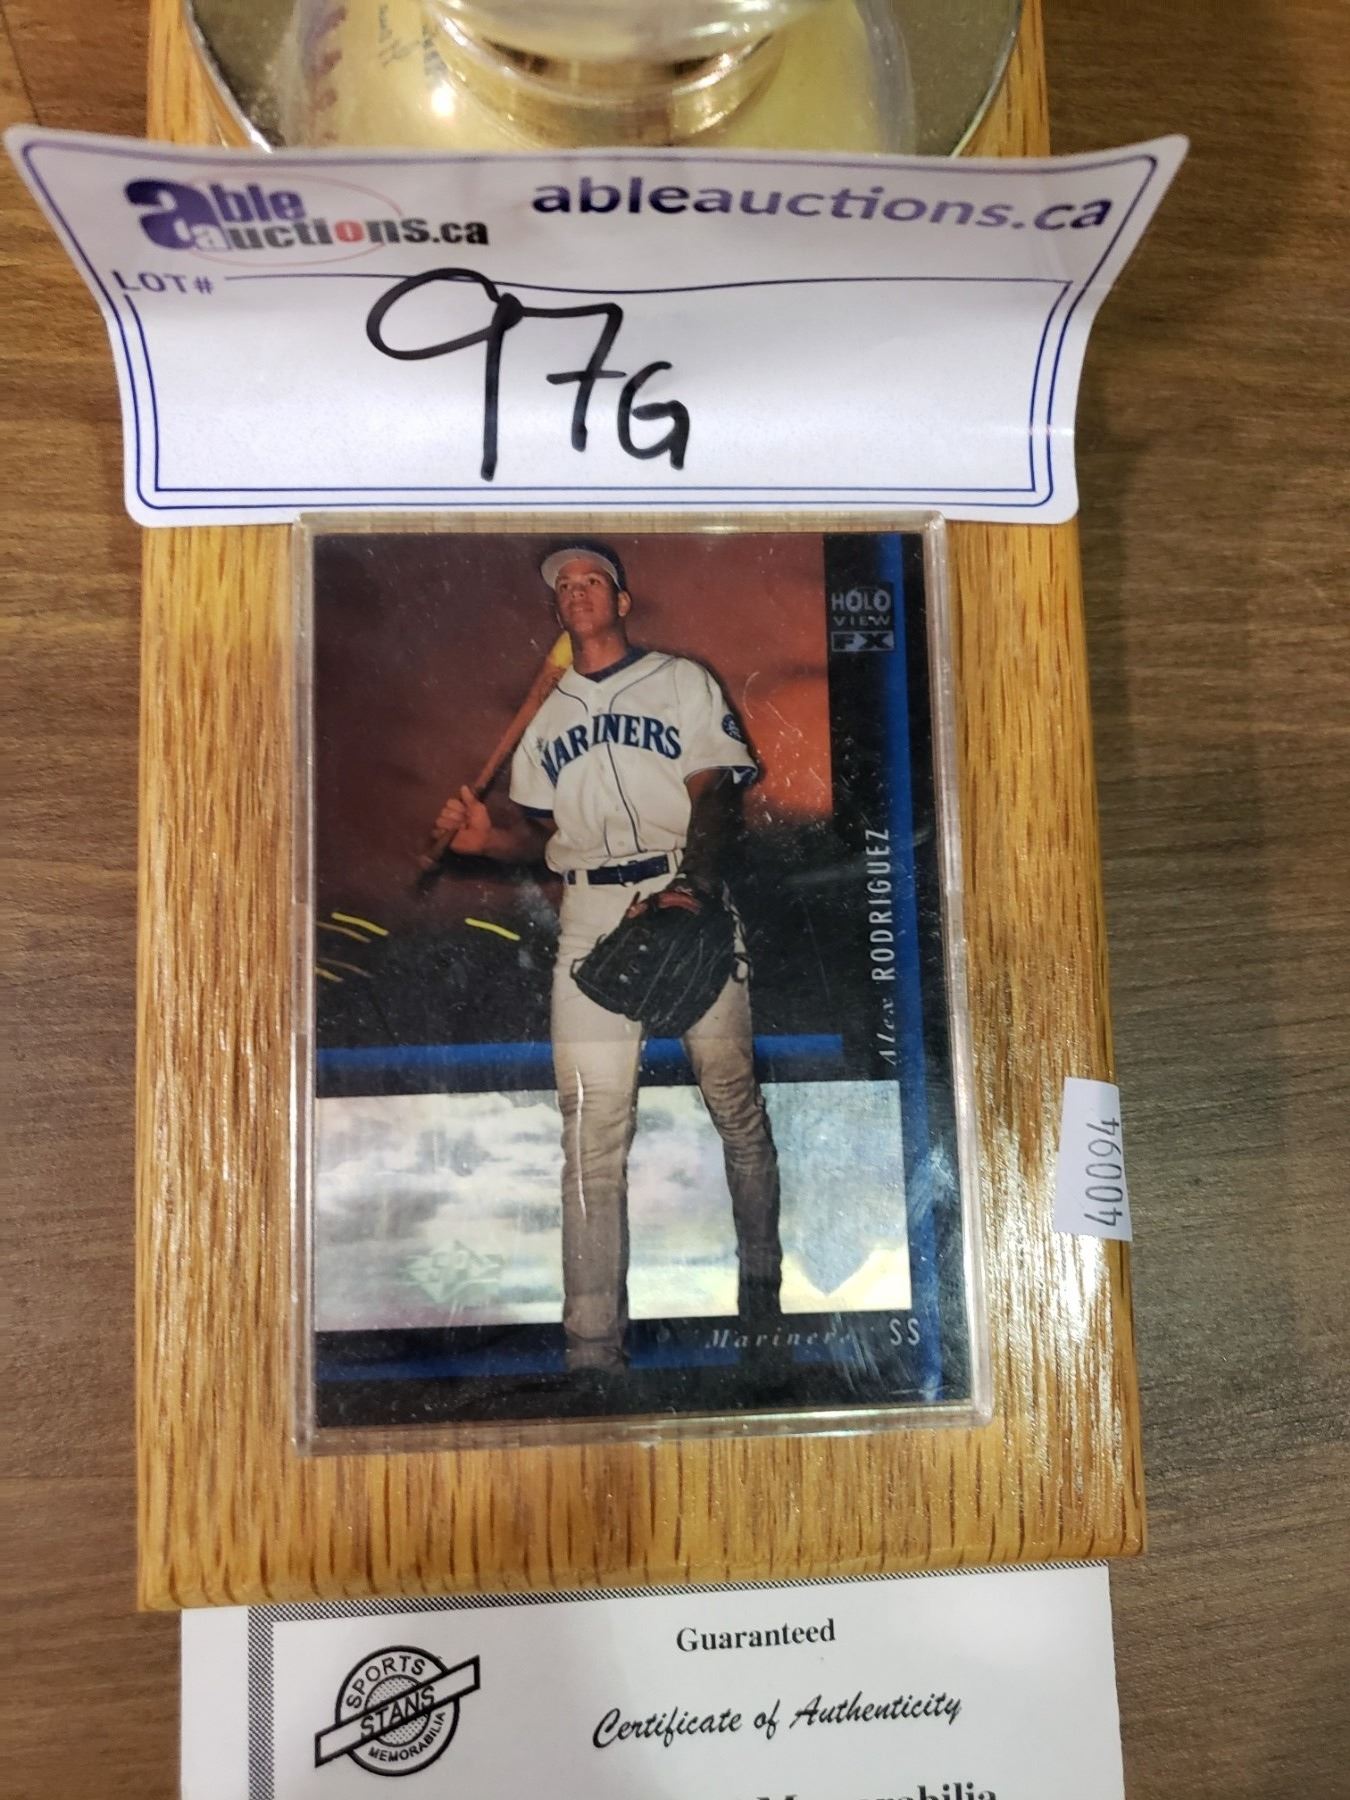 able auctions.ca
ableauctions.ca
LOT#
97G
HOLO
VIEW
FX
MARINERS
Alex RODRIGUEZ
40094
Mariners SS
Guaranteed
SPORTS
STANS
MEMORABILIA
Certificate of Authenticity
Memorabilia